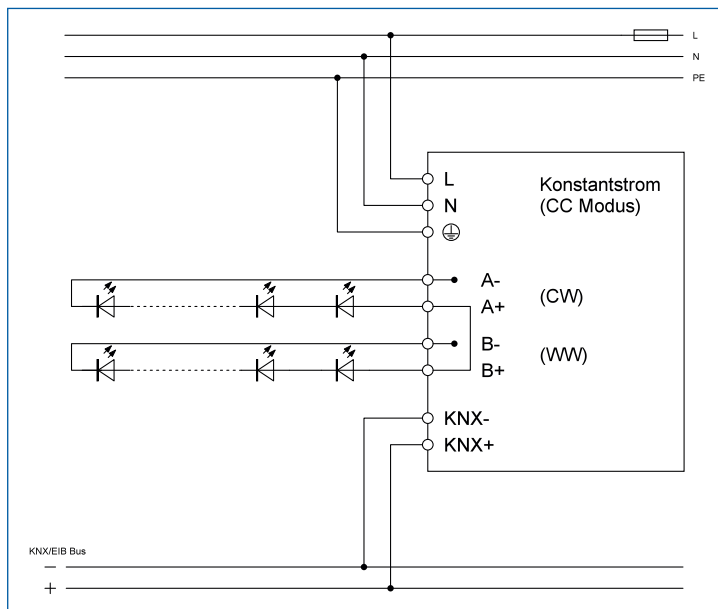 L
N
PE
L
N
Konstantstrom
(CC Modus)
A-
A+
(CW)
B-
B+
(WW)
KNX-
KNX+
KNX/EIB Bus
−
+